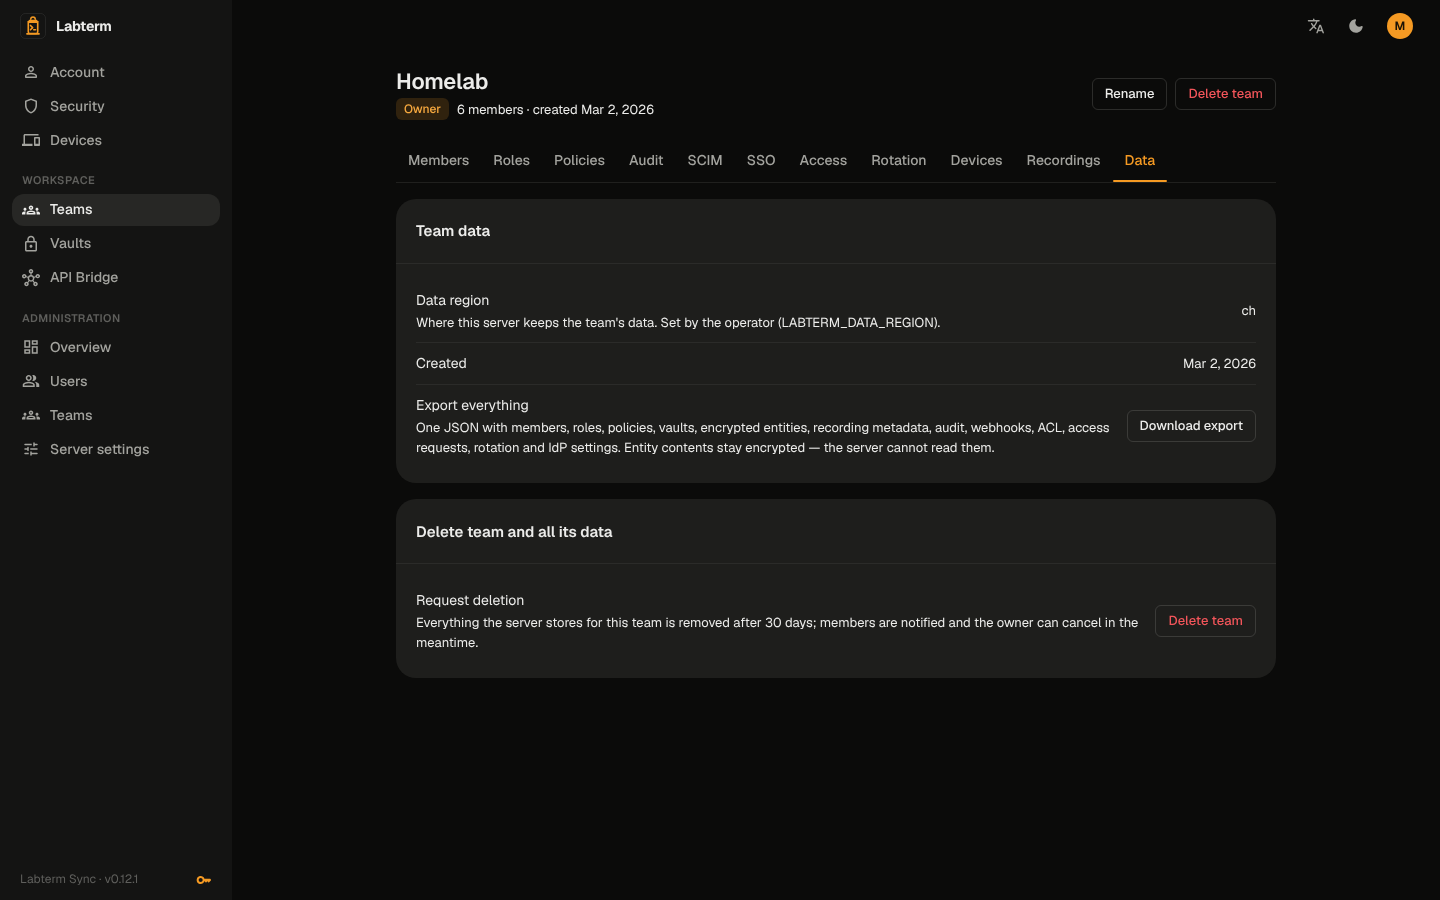 Labterm
M
Account
Security
Devices
WORKSPACE
Teams
Vaults
API Bridge
ADMINISTRATION
Overview
Users
Teams
Server settings
Labterm Sync · v0.12.1
Homelab
Owner 6 members · created Mar 2, 2026
Rename Delete team
Members Roles Policies Audit SCIM SSO Access Rotation Devices Recordings Data
Team data
Data region
Where this server keeps the team's data. Set by the operator (LABTERM_DATA_REGION).
ch
Created Mar 2, 2026
Export everything
One JSON with members, roles, policies, vaults, encrypted entities, recording metadata, audit, webhooks, ACL, access
requests, rotation and IdP settings. Entity contents stay encrypted — the server cannot read them.
Download export
Delete team and all its data
Request deletion
Everything the server stores for this team is removed after 30 days; members are notified and the owner can cancel in the
meantime.
Delete team